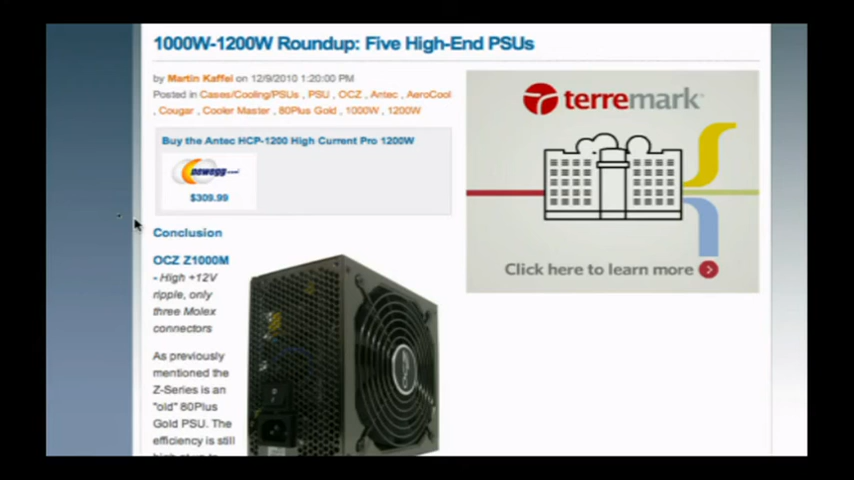 1000W-1200W Roundup: Five High-End PSUs
by Martin Kaffel on 12/9/2010 1:20:00 PM
Posted in Cases/Cooling/PSUs , PSU , OCZ , Antec , AeroCool
, Cougar , Cooler Master , 80Plus Gold , 1000W , 1200W
Buy the Antec HCP-1200 High Current Pro 1200W
newegg.com
$309.99
terremark
Click here to learn more
Conclusion
OCZ Z1000M
- High +12V
ripple, only
three Molex
connectors
As previously
mentioned the
Z-Series is an
"old" 80Plus
Gold PSU. The
efficiency is still